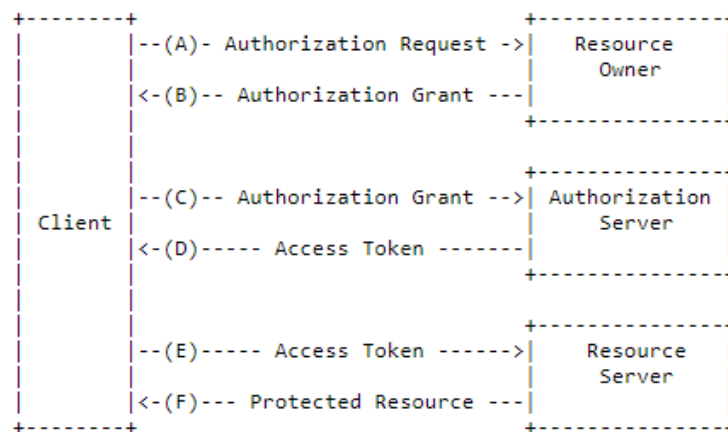 +--------+                               +---------------
|        |--(A)- Authorization Request ->|   Resource
|        |                               |     Owner
|        |<-(B)-- Authorization Grant ---|
|        |                               +---------------
|        |
|        |                               +---------------
|        |--(C)-- Authorization Grant -->| Authorization
| Client |                               |     Server
|        |<-(D)----- Access Token -------|
|        |                               +---------------
|        |
|        |                               +---------------
|        |--(E)----- Access Token ------>|    Resource
|        |                               |     Server
|        |<-(F)--- Protected Resource ---|
+--------+                               +---------------